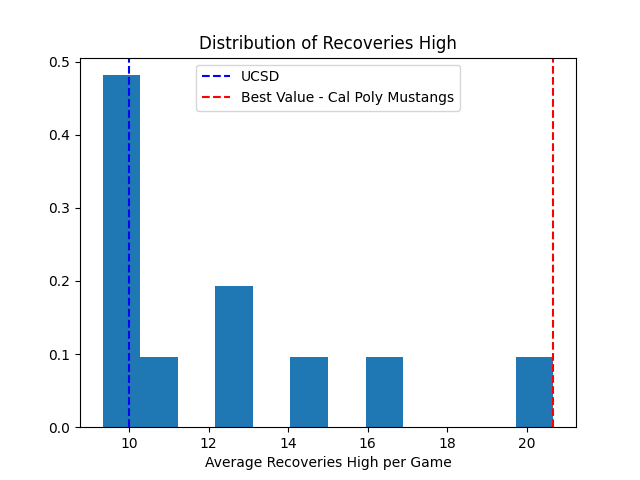 Distribution of Recoveries High
UCSD
Best Value - Cal Poly Mustangs
0.5
0.4
0.3
0.2
0.1
0.0
10 12 14 16 18 20
Average Recoveries High per Game